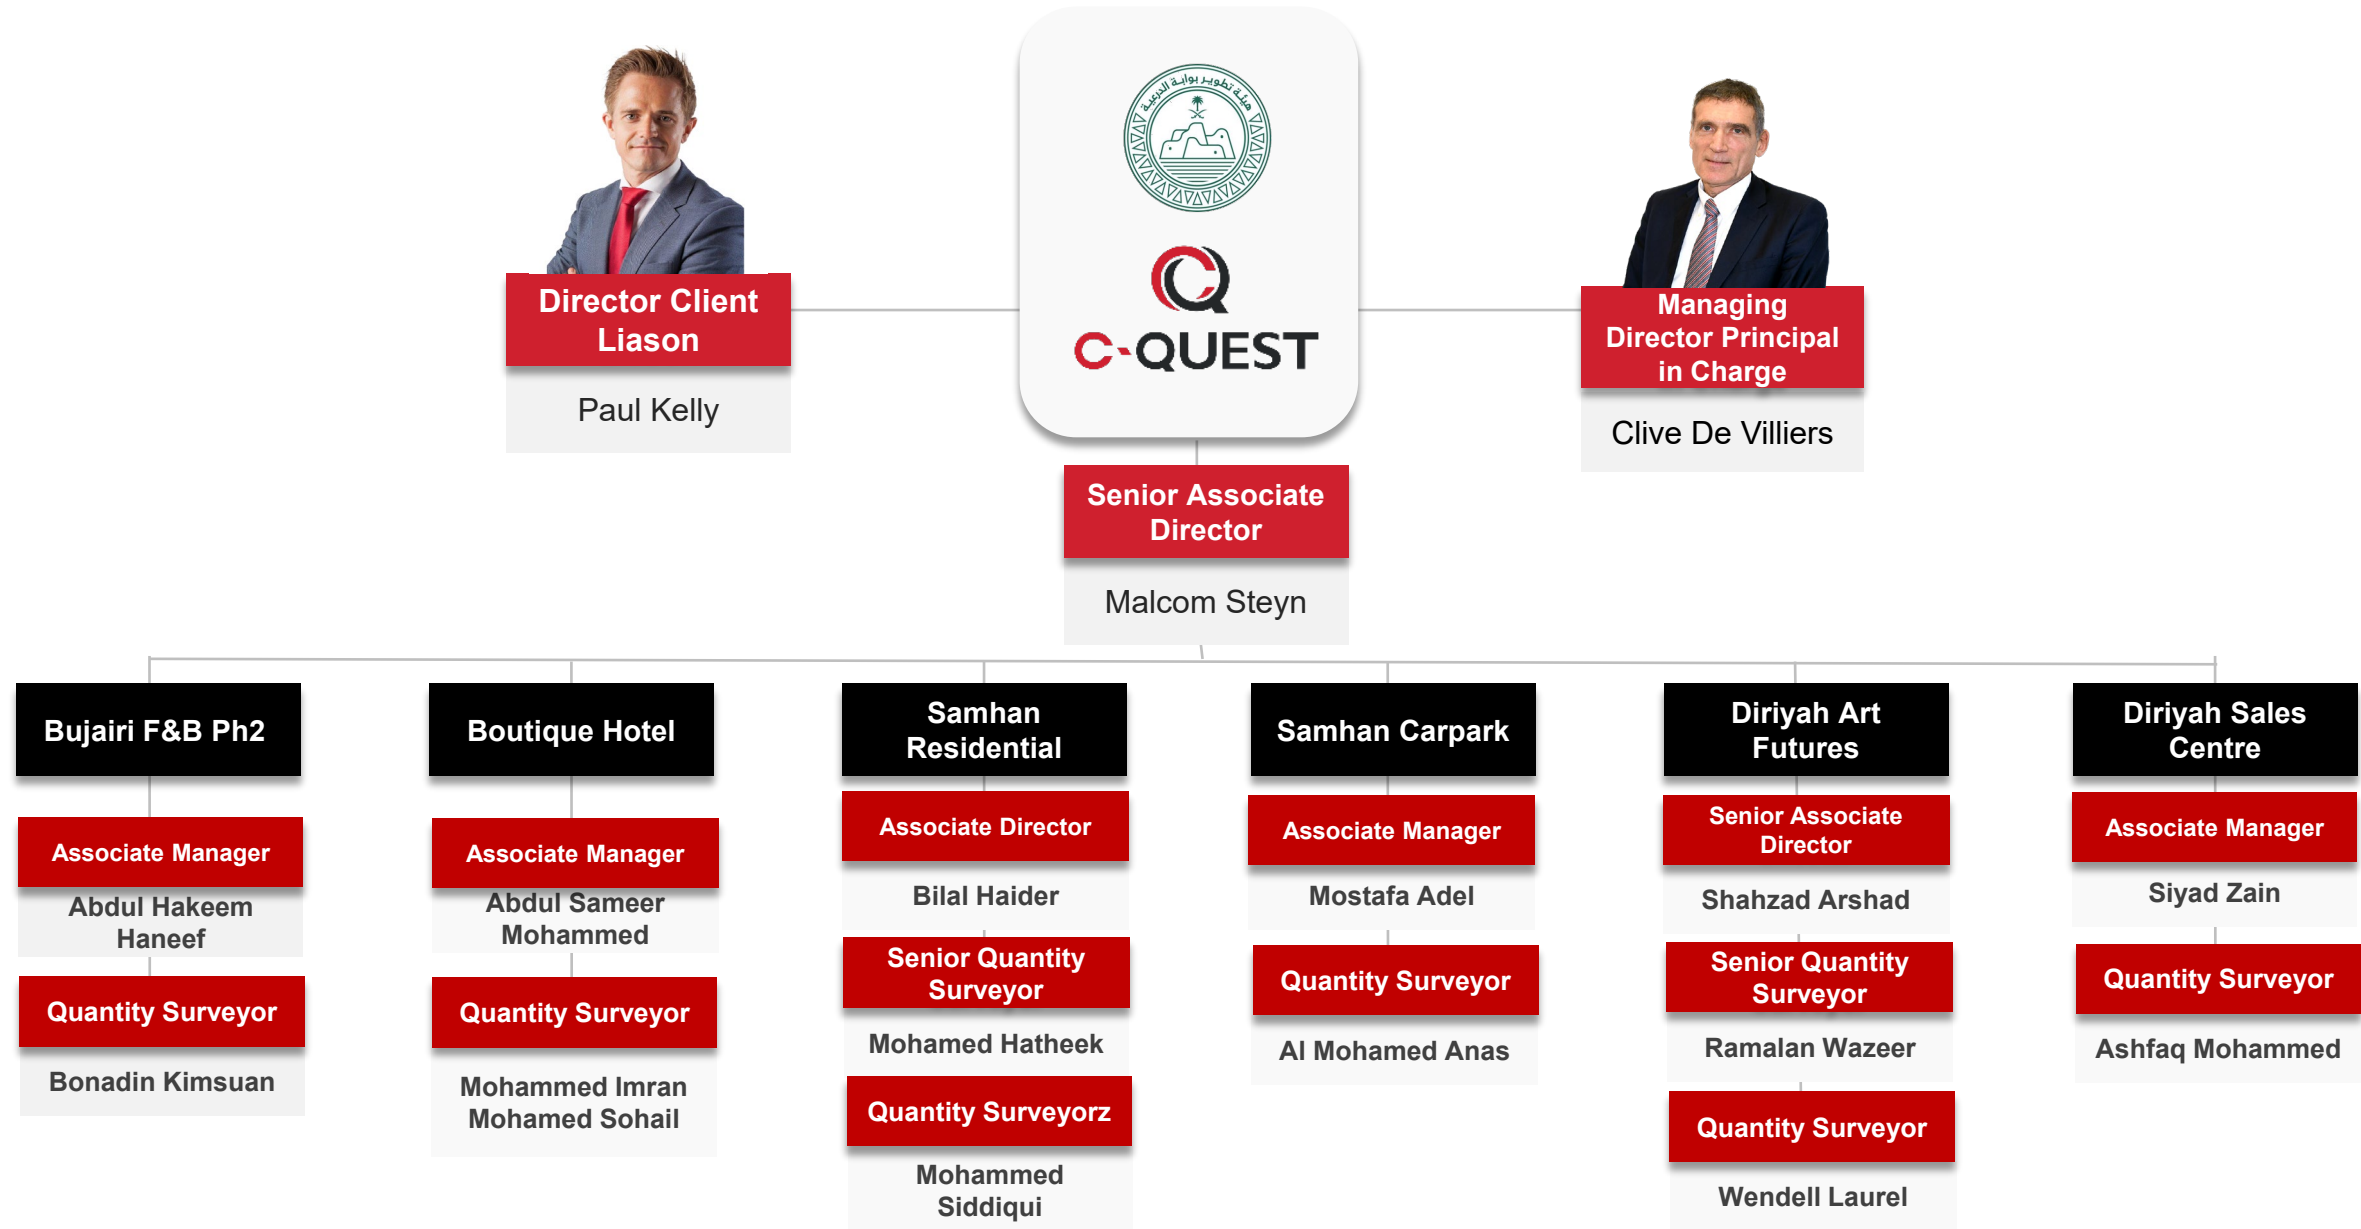 هيئة تطوير بوابة الدرعية
C-QUEST
Director Client
Liason
Paul Kelly
Managing
Director Principal
in Charge
Clive De Villiers
Senior Associate
Director
Malcom Steyn
Bujairi F&B Ph2
Associate Manager
Abdul Hakeem
Haneef
Quantity Surveyor
Bonadin Kimsuan
Boutique Hotel
Associate Manager
Abdul Sameer
Mohammed
Quantity Surveyor
Mohammed Imran
Mohamed Sohail
Samhan
Residential
Associate Director
Bilal Haider
Senior Quantity
Surveyor
Mohamed Hatheek
Quantity Surveyorz
Mohammed
Siddiqui
Samhan Carpark
Associate Manager
Mostafa Adel
Quantity Surveyor
Al Mohamed Anas
Diriyah Art
Futures
Senior Associate
Director
Shahzad Arshad
Senior Quantity
Surveyor
Ramalan Wazeer
Quantity Surveyor
Wendell Laurel
Diriyah Sales
Centre
Associate Manager
Siyad Zain
Quantity Surveyor
Ashfaq Mohammed